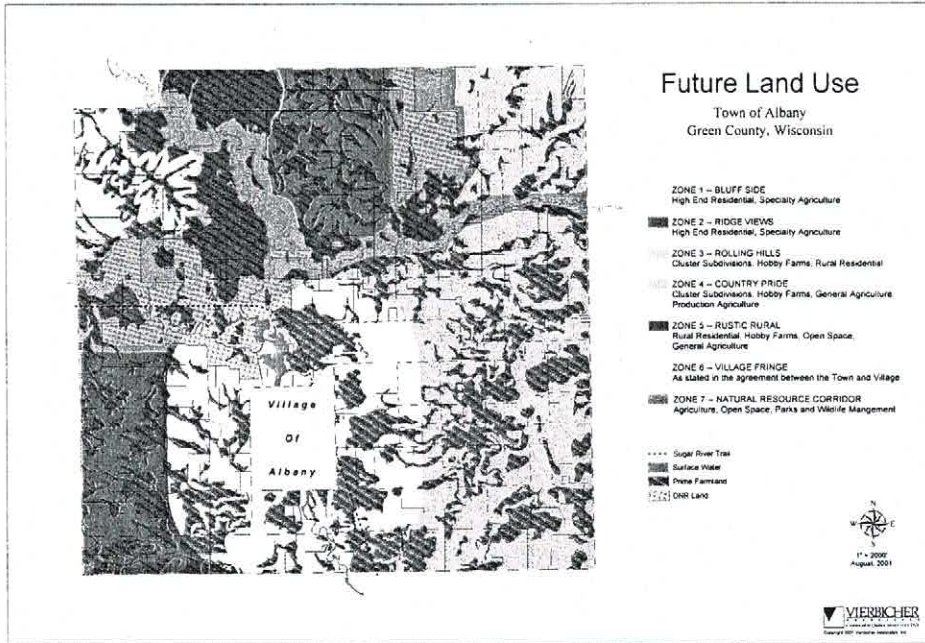 Future Land Use
Town of Albany
Green County, Wisconsin
ZONE 1 – BLUFF SIDE
High End Residential, Specialty Agriculture
ZONE 2 – RIDGE VIEWS
High End Residential, Specialty Agriculture
ZONE 3 – ROLLING HILLS
Cluster Subdivisions, Hobby Farms, Rural Residential
ZONE 4 – COUNTRY PRIDE
Cluster Subdivisions, Hobby Farms, General Agriculture
Production Agriculture
ZONE 5 – RUSTIC RURAL
Rural Residential, Hobby Farms, Open Space,
General Agriculture
ZONE 6 – VILLAGE FRINGE
As stated in the agreement between the Town and Village
ZONE 7 – NATURAL RESOURCE CORRIDOR
Agriculture, Open Space, Parks and Wildlife Mangement
Sugar River Trail
Surface Water
Prime Farmland
DNR Land
Village
Of
Albany
N
W E
S
1" = 2000'
August, 2001
VIERBICHER